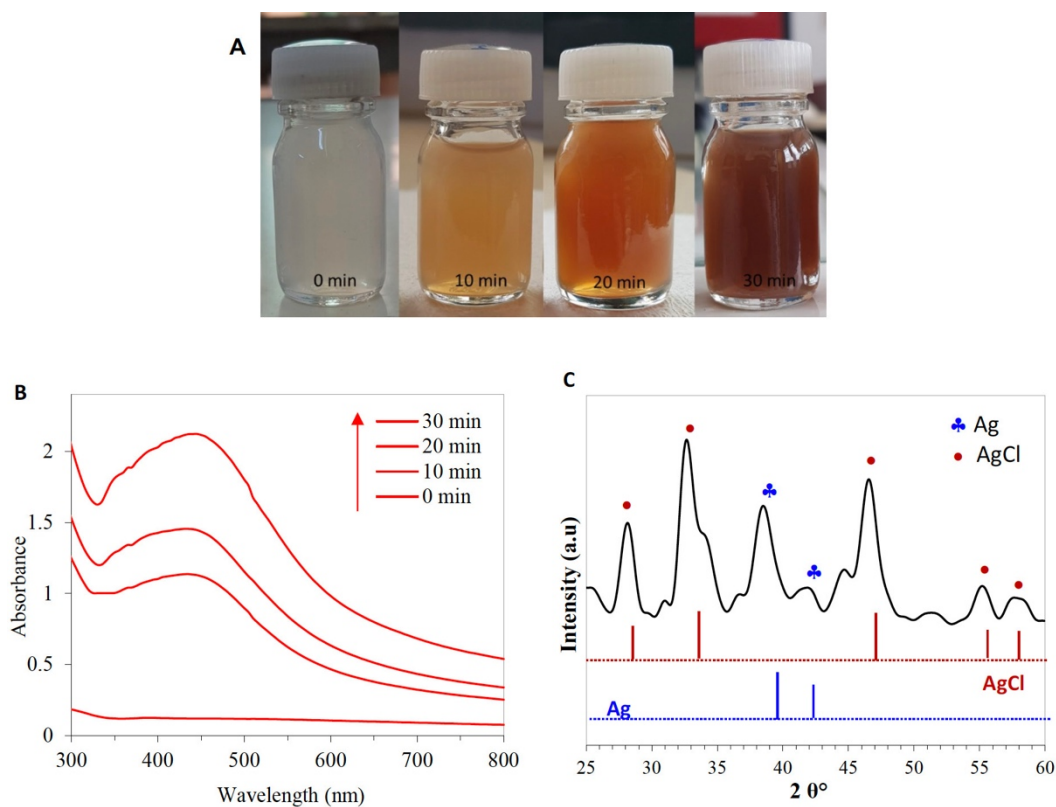 A
0 min
10 min
20 min
30 min
B
30 min
20 min
10 min
0 min
2
1.5
1
0.5
0
Absorbance
300
400
500
600
700
800
Wavelength (nm)
C
Ag
AgCl
Intensity (a.u)
AgCl
Ag
25
30
35
40
45
50
55
60
2 θ°